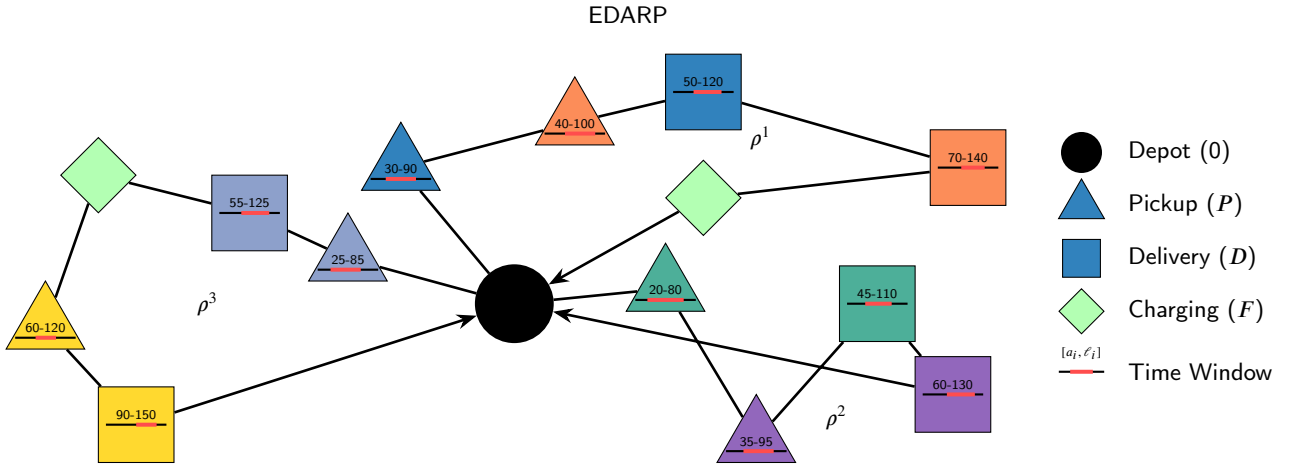 EDARP
50-120
40-100
ρ¹
70-140
30-90
55-125
25-85
20-80
45-110
ρ³
60-120
60-130
90-150
ρ²
35-95
Depot (0)
Pickup (P)
Delivery (D)
Charging (F)
[aᵢ, ℓᵢ]
Time Window